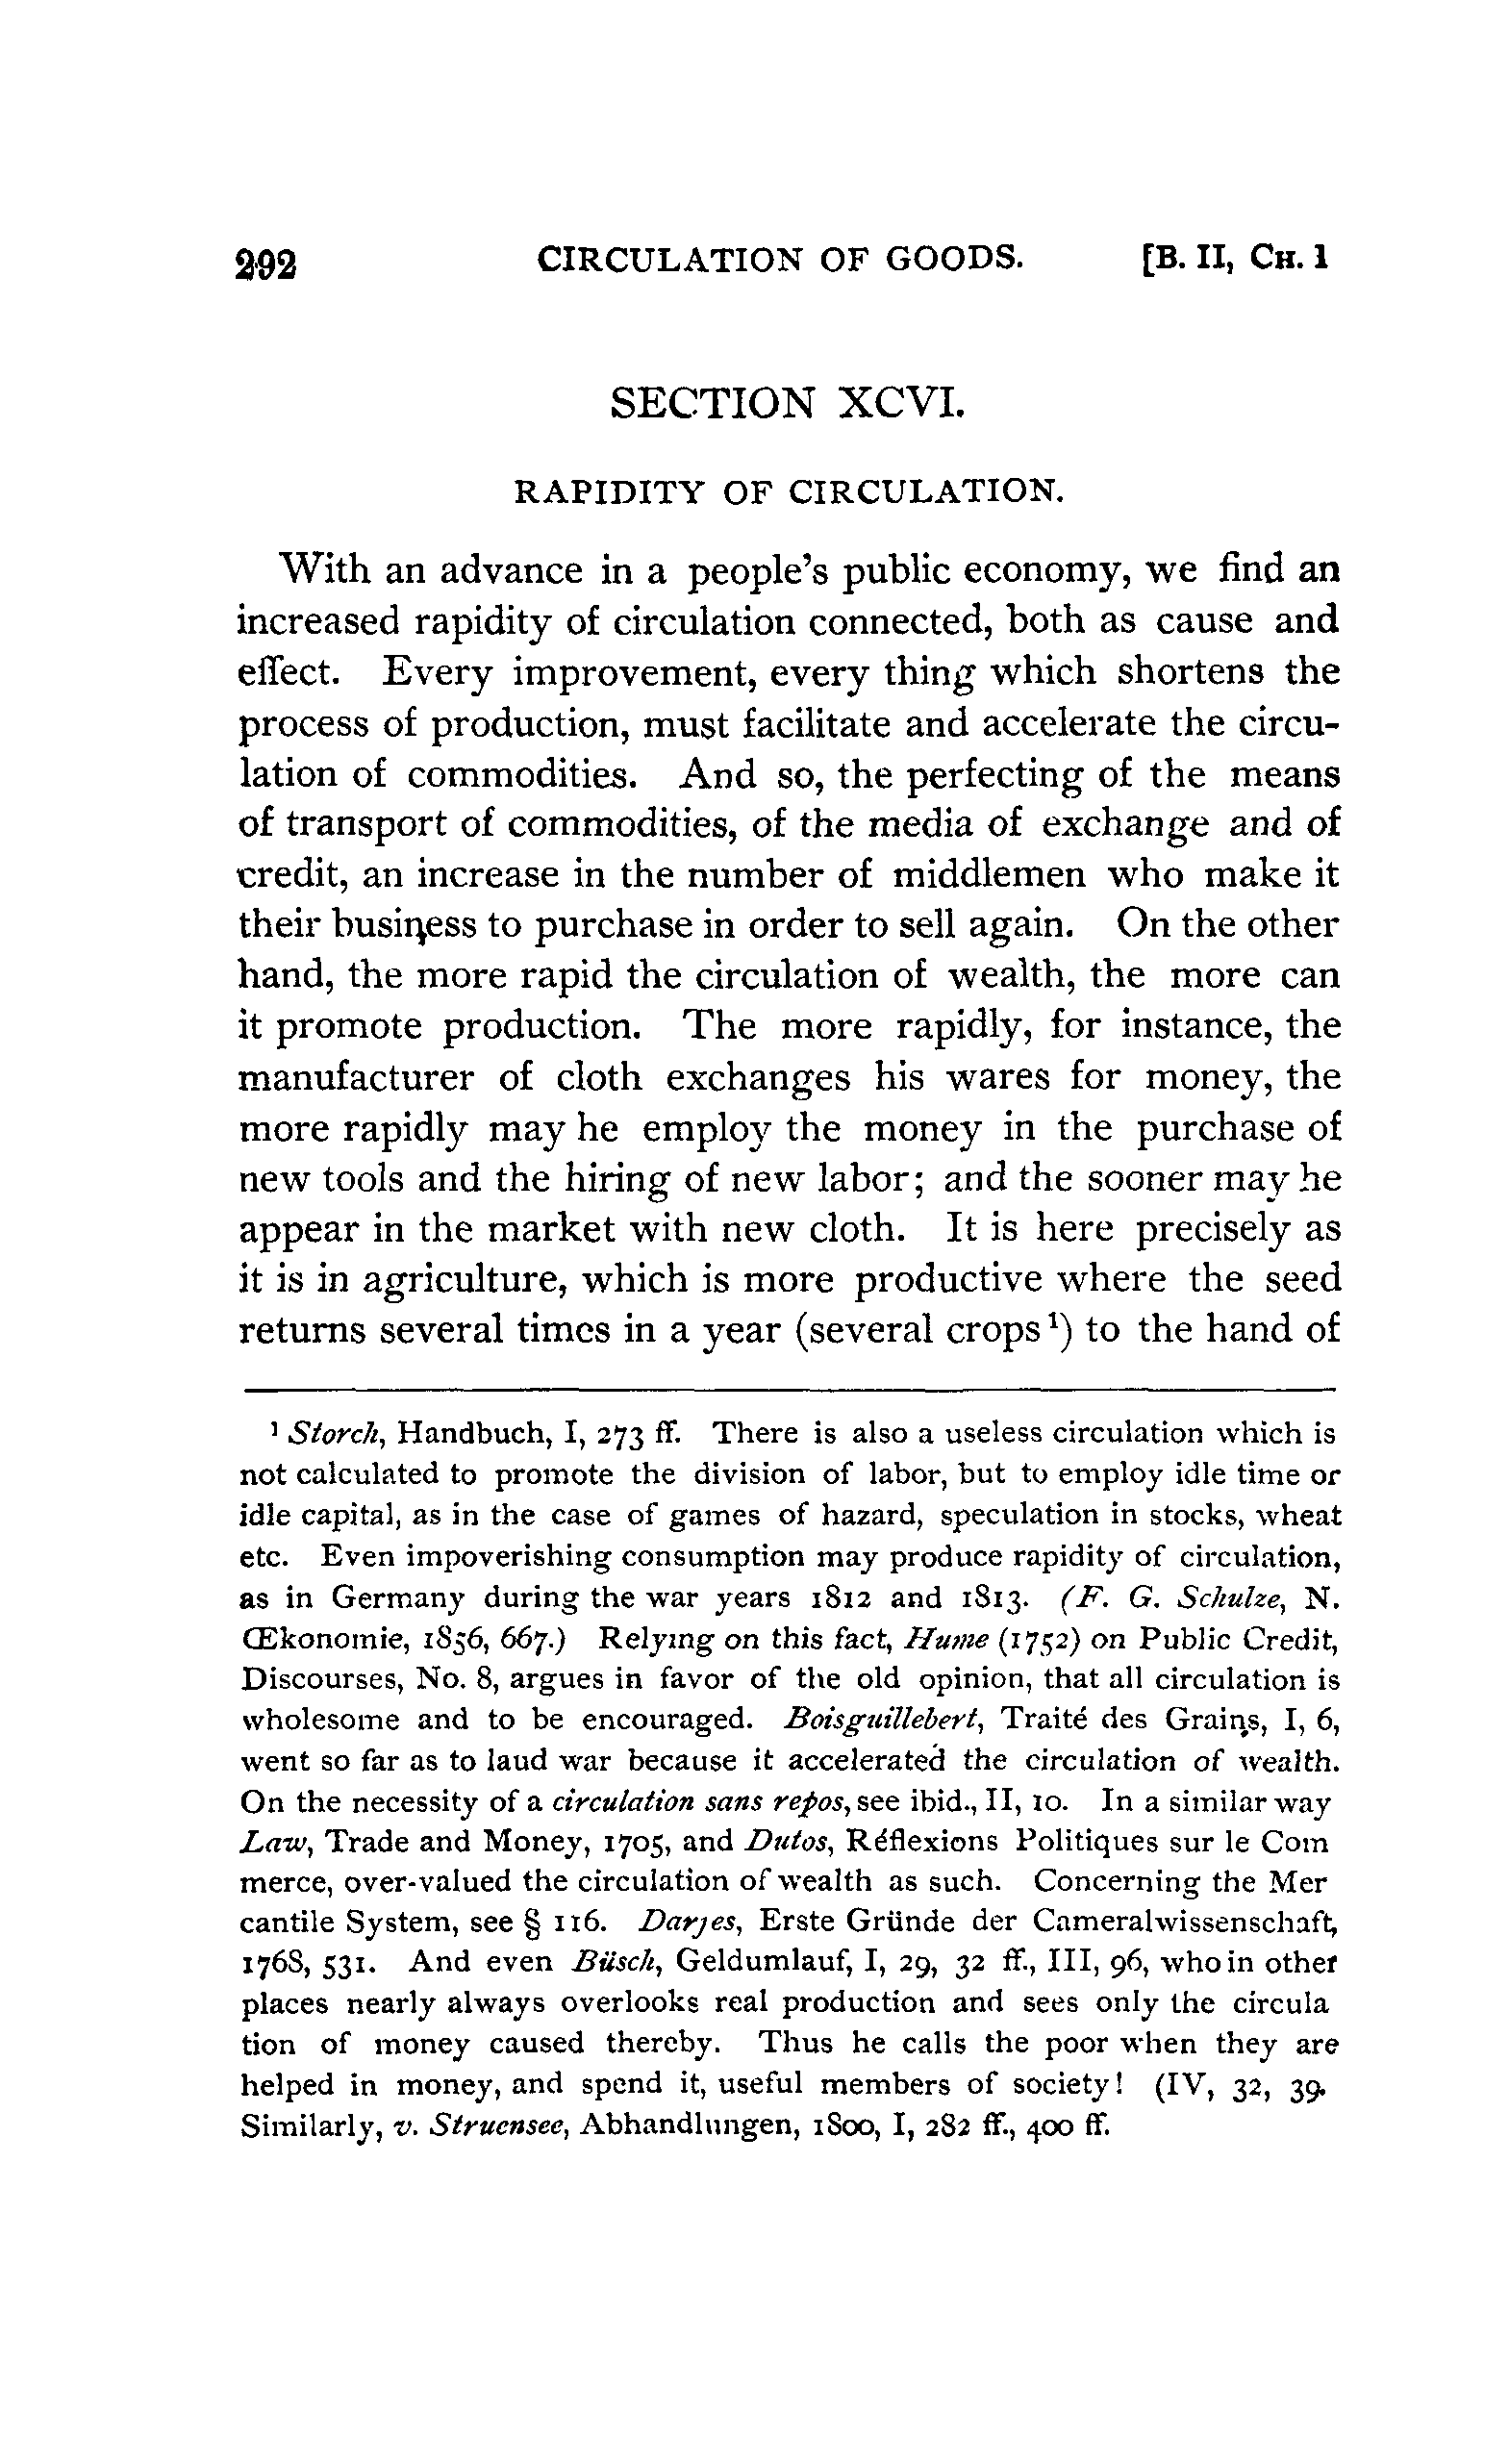 292 CIRCULATION OF GOODS. [B. II, CH. 1
SECTION XCVI.
RAPIDITY OF CIRCULATION.
With an advance in a people's public economy, we find an
increased rapidity of circulation connected, both as cause and
effect. Every improvement, every thing which shortens the
process of production, must facilitate and accelerate the circu-
lation of commodities. And so, the perfecting of the means
of transport of commodities, of the media of exchange and of
credit, an increase in the number of middlemen who make it
their business to purchase in order to sell again. On the other
hand, the more rapid the circulation of wealth, the more can
it promote production. The more rapidly, for instance, the
manufacturer of cloth exchanges his wares for money, the
more rapidly may he employ the money in the purchase of
new tools and the hiring of new labor; and the sooner may he
appear in the market with new cloth. It is here precisely as
it is in agriculture, which is more productive where the seed
returns several times in a year (several crops ¹) to the hand of
¹ Storch, Handbuch, I, 273 ff. There is also a useless circulation which is
not calculated to promote the division of labor, but to employ idle time or
idle capital, as in the case of games of hazard, speculation in stocks, wheat
etc. Even impoverishing consumption may produce rapidity of circulation,
as in Germany during the war years 1812 and 1813. (F. G. Schulze, N.
Œkonomie, 1856, 667.) Relying on this fact, Hume (1752) on Public Credit,
Discourses, No. 8, argues in favor of the old opinion, that all circulation is
wholesome and to be encouraged. Boisguillebert, Traité des Grains, I, 6,
went so far as to laud war because it accelerated the circulation of wealth.
On the necessity of a circulation sans repos, see ibid., II, 10. In a similar way
Law, Trade and Money, 1705, and Dutos, Réflexions Politiques sur le Com
merce, over-valued the circulation of wealth as such. Concerning the Mer
cantile System, see § 116. Darjes, Erste Gründe der Cameralwissenschaft,
1768, 531. And even Büsch, Geldumlauf, I, 29, 32 ff., III, 96, who in other
places nearly always overlooks real production and sees only the circula
tion of money caused thereby. Thus he calls the poor when they are
helped in money, and spend it, useful members of society! (IV, 32, 39.
Similarly, v. Struensee, Abhandlungen, 1800, I, 282 ff., 400 ff.